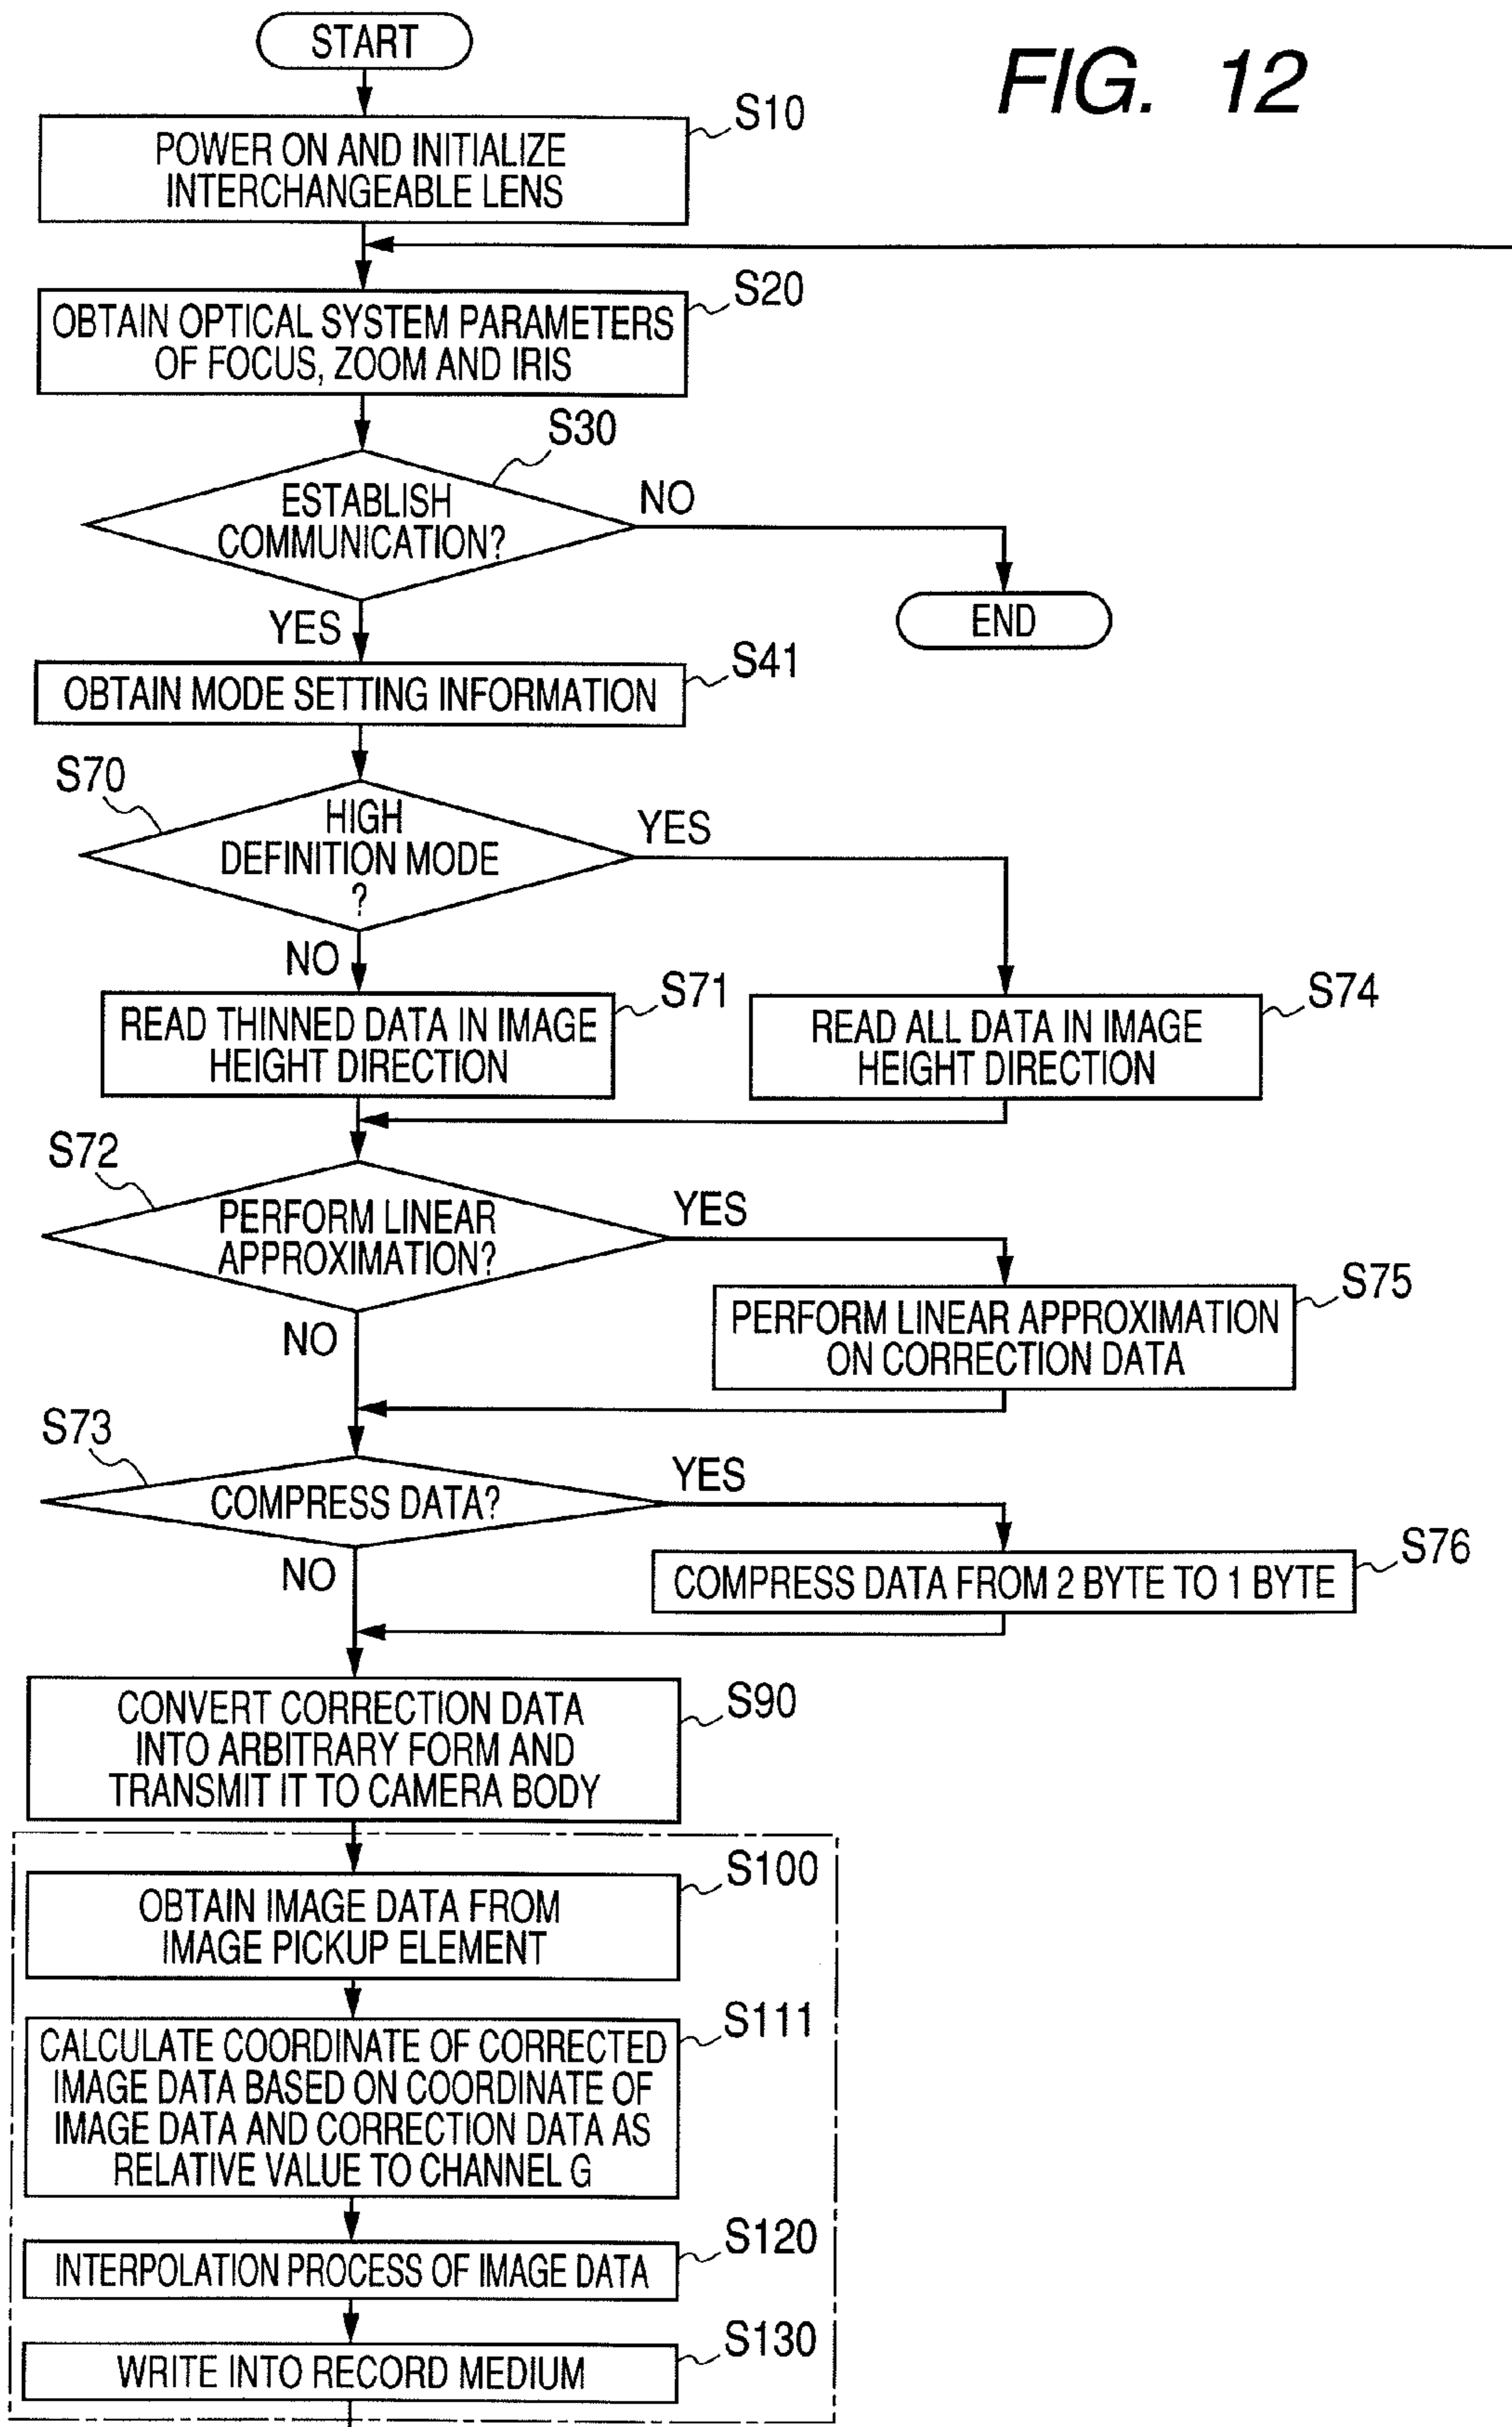 START
FIG. 12
S10
POWER ON AND INITIALIZE
INTERCHANGEABLE LENS
S20
OBTAIN OPTICAL SYSTEM PARAMETERS
OF FOCUS, ZOOM AND IRIS
S30
ESTABLISH
COMMUNICATION?
NO
END
YES
S41
OBTAIN MODE SETTING INFORMATION
S70
HIGH
DEFINITION MODE
?
YES
NO
S71
READ THINNED DATA IN IMAGE
HEIGHT DIRECTION
S74
READ ALL DATA IN IMAGE
HEIGHT DIRECTION
S72
PERFORM LINEAR
APPROXIMATION?
YES
NO
S75
PERFORM LINEAR APPROXIMATION
ON CORRECTION DATA
S73
COMPRESS DATA?
YES
NO
S76
COMPRESS DATA FROM 2 BYTE TO 1 BYTE
S90
CONVERT CORRECTION DATA
INTO ARBITRARY FORM AND
TRANSMIT IT TO CAMERA BODY
S100
OBTAIN IMAGE DATA FROM
IMAGE PICKUP ELEMENT
S111
CALCULATE COORDINATE OF CORRECTED
IMAGE DATA BASED ON COORDINATE OF
IMAGE DATA AND CORRECTION DATA AS
RELATIVE VALUE TO CHANNEL G
S120
INTERPOLATION PROCESS OF IMAGE DATA
S130
WRITE INTO RECORD MEDIUM